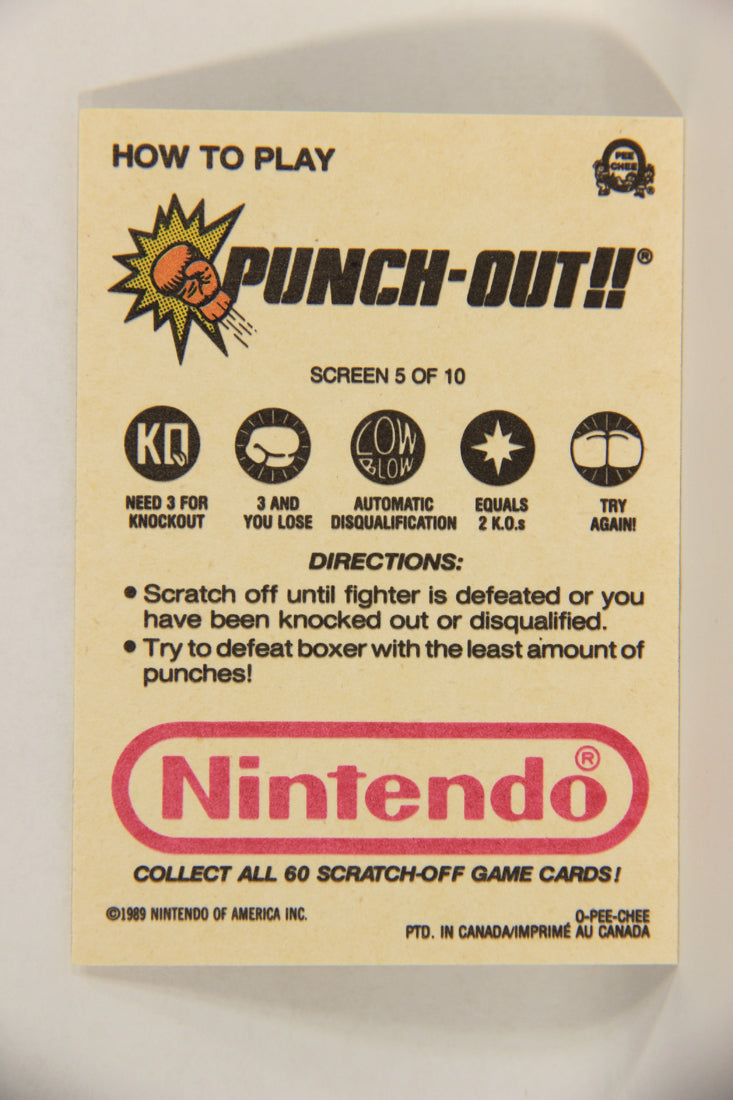 HOW TO PLAY
PEE
CHEE
®
PUNCH-OUT!!®
SCREEN 5 OF 10
KO
LOW
BLOW
NEED 3 FOR
KNOCKOUT
3 AND
YOU LOSE
AUTOMATIC
DISQUALIFICATION
EQUALS
2 K.O.s
TRY
AGAIN!
DIRECTIONS:
• Scratch off until fighter is defeated or you
have been knocked out or disqualified.
• Try to defeat boxer with the least amount of
punches!
Nintendo®
COLLECT ALL 60 SCRATCH-OFF GAME CARDS!
©1989 NINTENDO OF AMERICA INC.
O-PEE-CHEE
PTD. IN CANADA/IMPRIMÉ AU CANADA